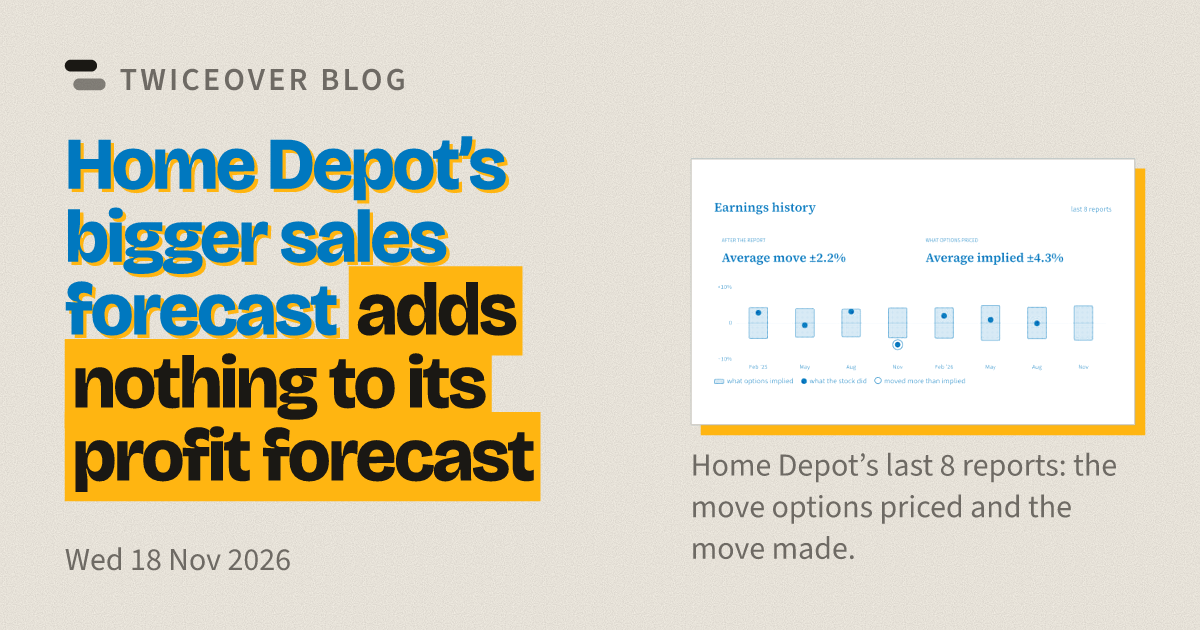 TWICEOVER BLOG
Home Depot’s
bigger sales
forecast adds
nothing to its
profit forecast
Wed 18 Nov 2026
Earnings history
last 8 reports
AFTER THE REPORT
WHAT OPTIONS PRICED
Average move ±2.2%
Average implied ±4.3%
+10%
0
-10%
Feb ’25 May Aug Nov Feb ’26 May Aug Nov
what options implied what the stock did moved more than implied
Home Depot’s last 8 reports: the
move options priced and the
move made.